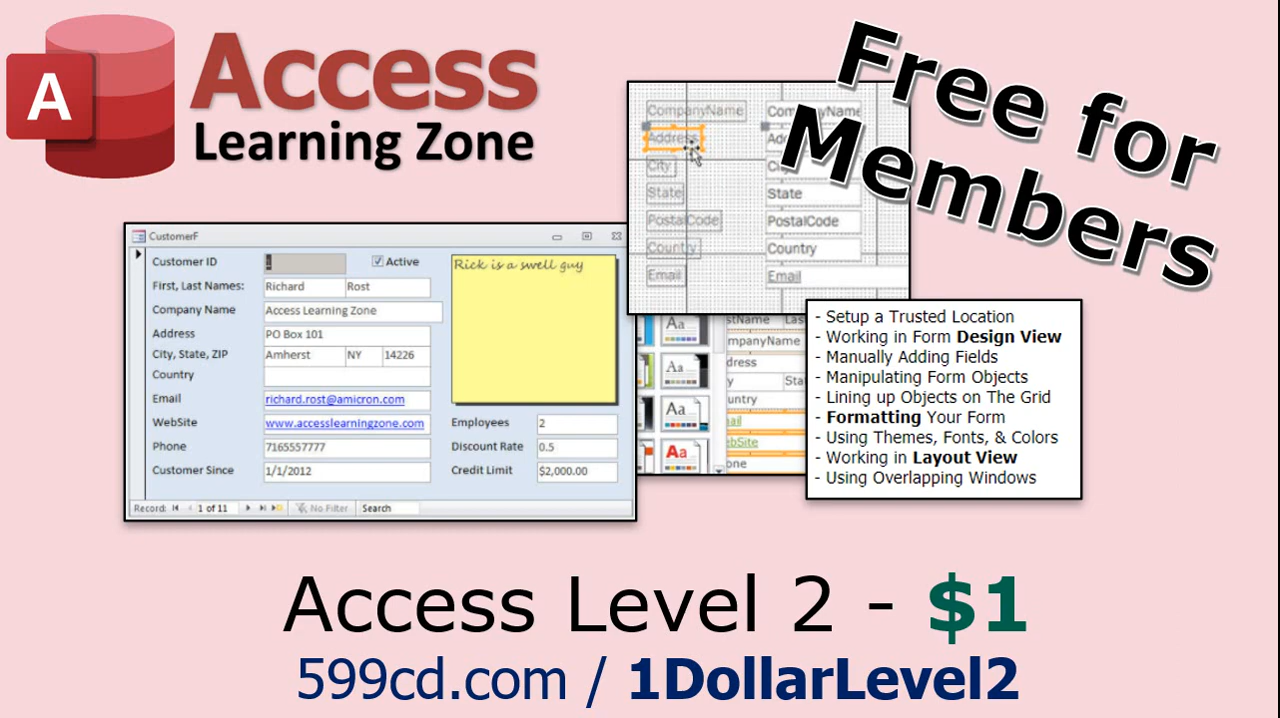 A
Access
Learning Zone
Free for
Members
CompanyName CompanyName
Address
City
State State
PostalCode PostalCode
Country Country
Email Email
CustomerF
Customer ID Active
First, Last Names: Richard Rost
Company Name Access Learning Zone
Address PO Box 101
City, State, ZIP Amherst NY 14226
Country
Email richard.rost@amicron.com
WebSite www.accesslearningzone.com
Phone 7165557777
Customer Since 1/1/2012
Rick is a swell guy
Employees 2
Discount Rate 0.5
Credit Limit $2,000.00
Record: 1 of 11 No Filter Search
Aa
Aa
Aa
Aa
- Setup a Trusted Location
- Working in Form Design View
- Manually Adding Fields
- Manipulating Form Objects
- Lining up Objects on The Grid
- Formatting Your Form
- Using Themes, Fonts, & Colors
- Working in Layout View
- Using Overlapping Windows
Access Level 2 - $1
599cd.com / 1DollarLevel2